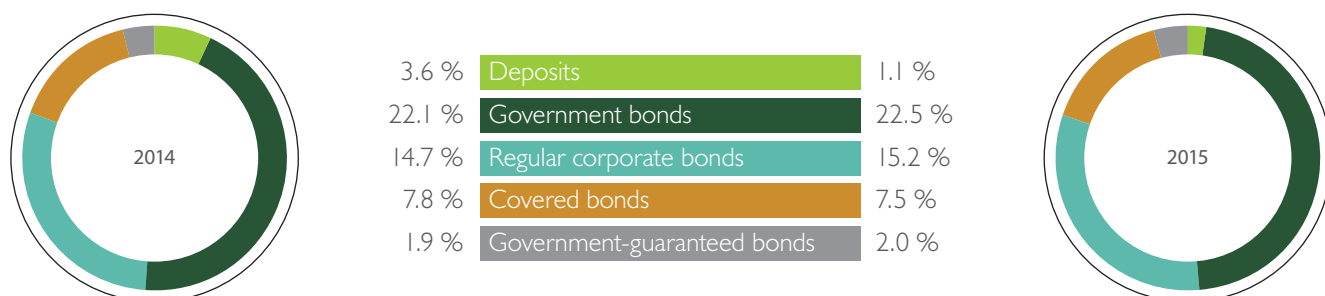 2014
3.6 % Deposits 1.1 %
22.1 % Government bonds 22.5 %
14.7 % Regular corporate bonds 15.2 %
7.8 % Covered bonds 7.5 %
1.9 % Government-guaranteed bonds 2.0 %
2015